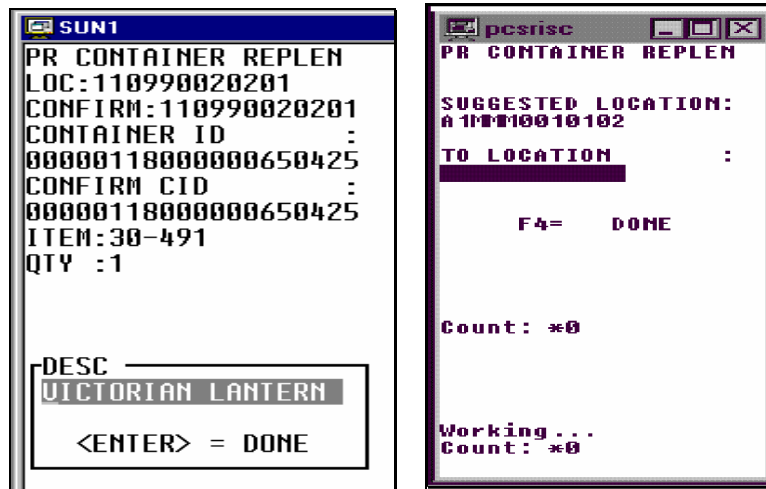 SUN1
PR CONTAINER REPLEN
LOC:110990020201
CONFIRM:110990020201
CONTAINER ID :
00000118000000650425
CONFIRM CID :
00000118000000650425
ITEM:30-491
QTY :1
DESC
VICTORIAN LANTERN
<ENTER> = DONE
pcsrisc
PR CONTAINER REPLEN
SUGGESTED LOCATION:
TO LOCATION :
F4= DONE
Count: *0
Working...
Count: *0